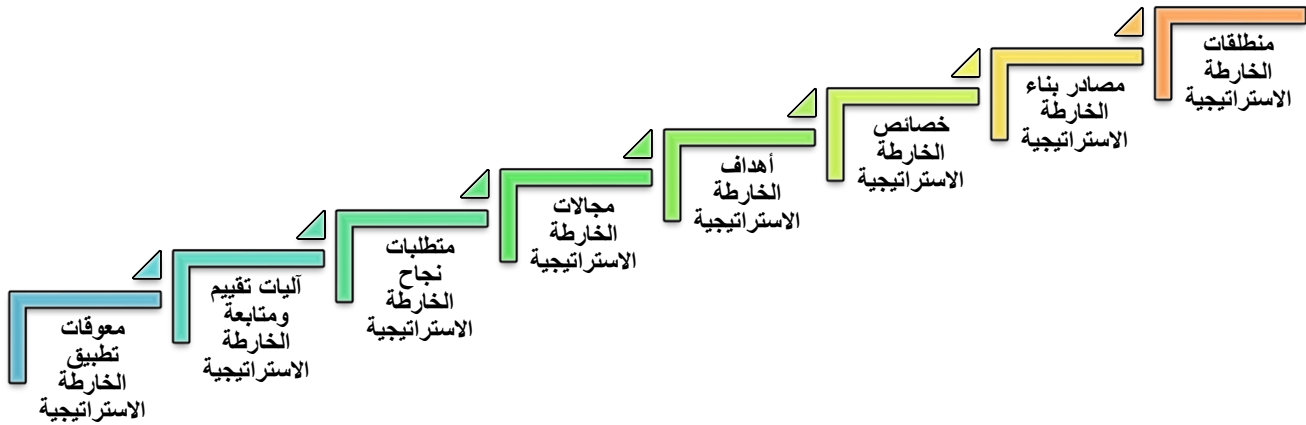 منطلقات
الخارطة
الاستراتيجية
مصادر بناء
الخارطة
الاستراتيجية
خصائص
الخارطة
الاستراتيجية
أهداف
الخارطة
الاستراتيجية
مجالات
الخارطة
الاستراتيجية
متطلبات
نجاح
الخارطة
الاستراتيجية
آليات تقييم
ومتابعة
الخارطة
الاستراتيجية
معوقات
تطبيق
الخارطة
الاستراتيجية